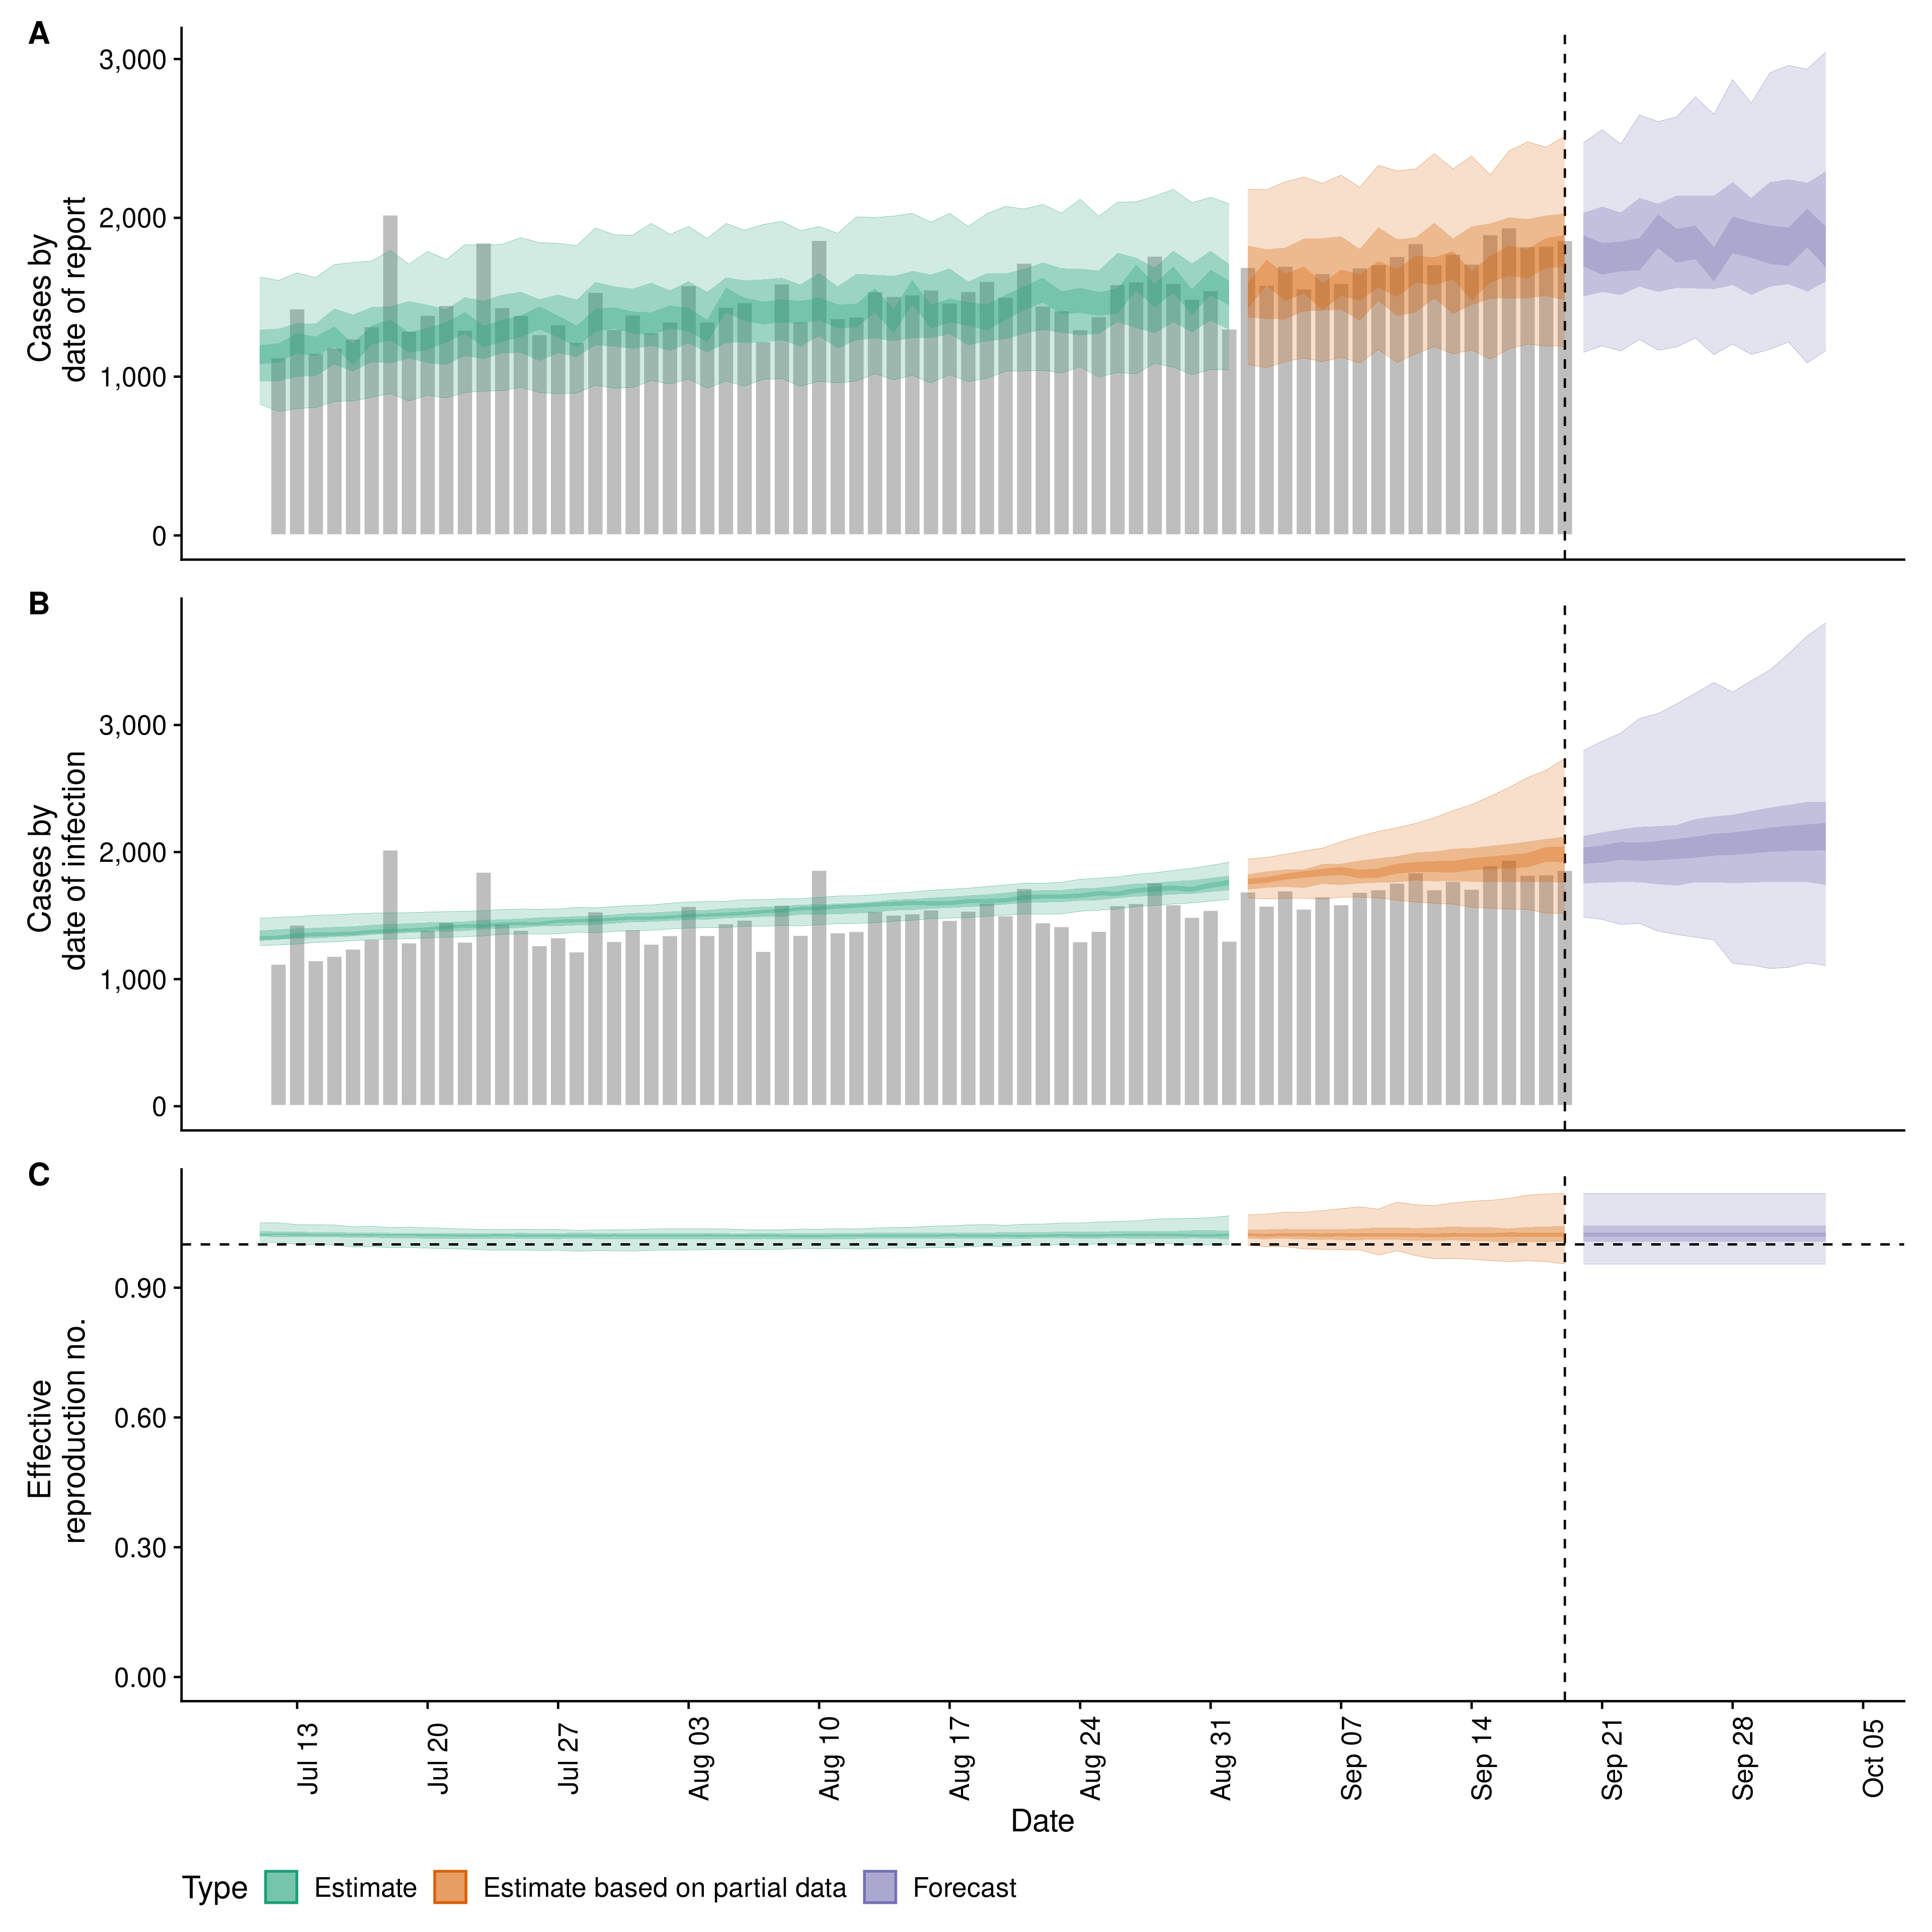 A
Cases by
date of report
3,000
2,000
1,000
0
B
Cases by
date of infection
3,000
2,000
1,000
0
C
Effective
reproduction no.
0.90
0.60
0.30
0.00
Jul 13
Jul 20
Jul 27
Aug 03
Aug 10
Aug 17
Aug 24
Aug 31
Sep 07
Sep 14
Sep 21
Sep 28
Oct 05
Date
Type Estimate Estimate based on partial data Forecast